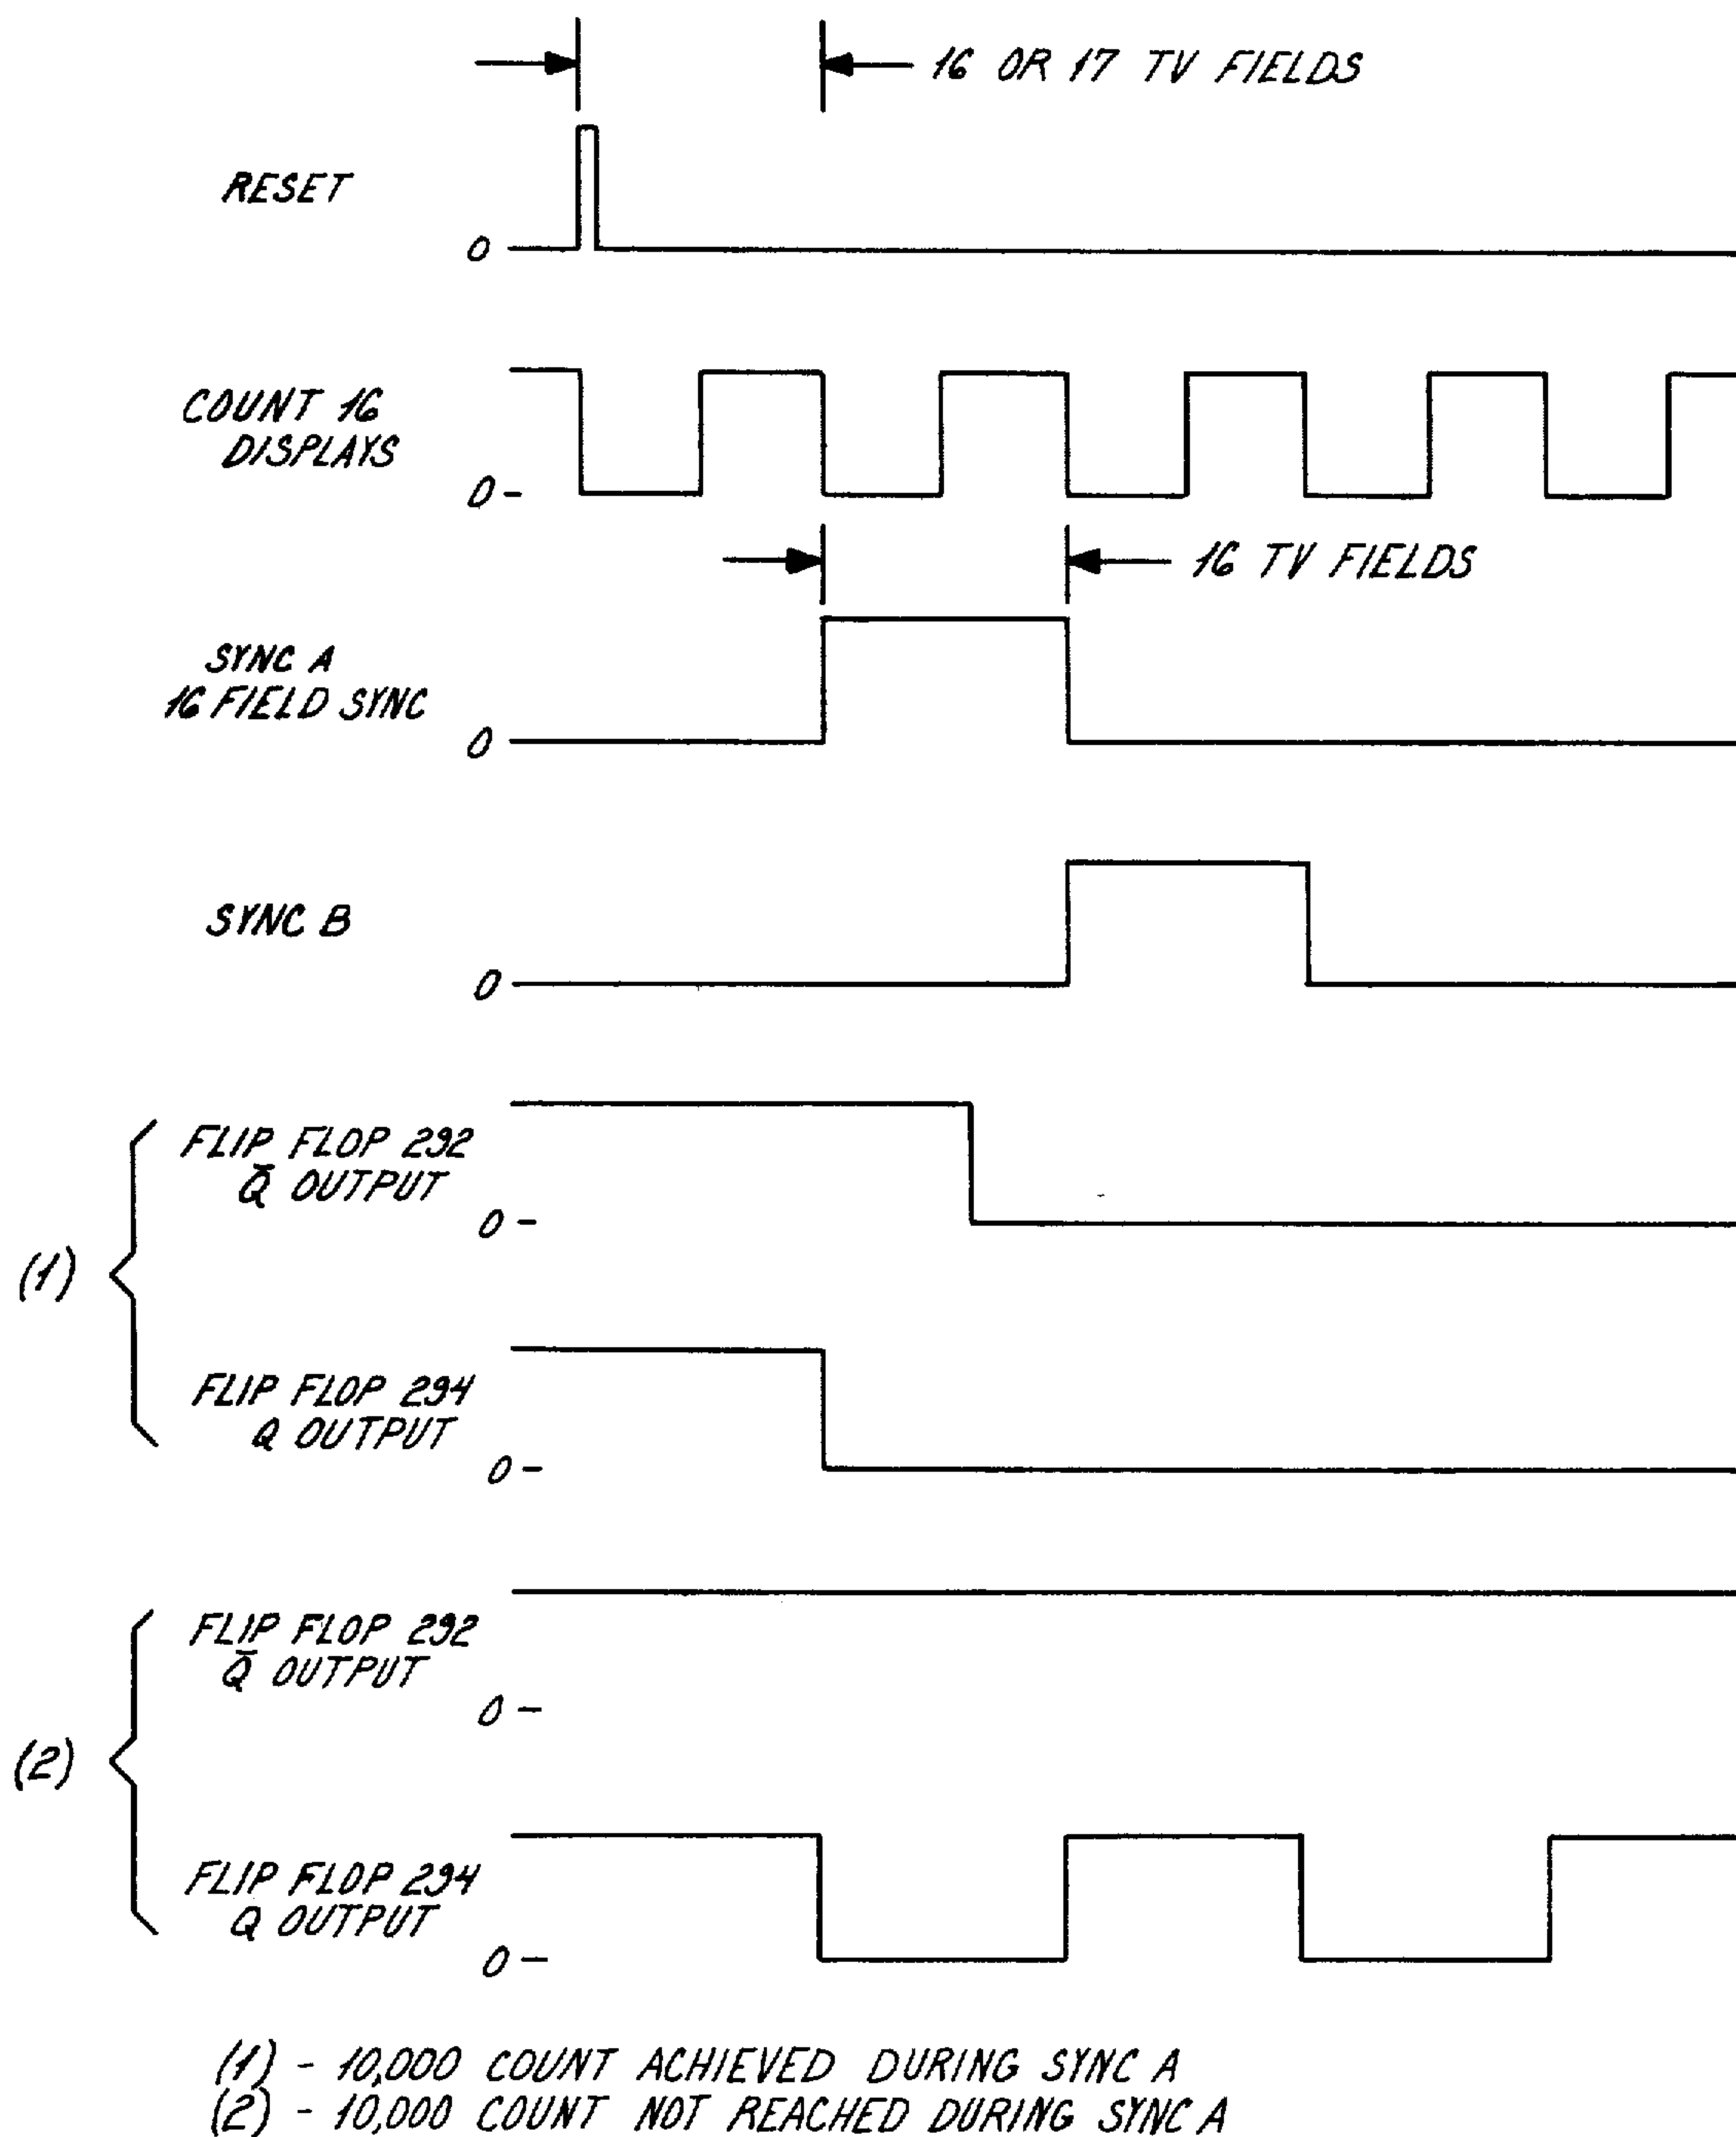 16 OR 17 TV FIELDS
RESET
0
COUNT 16
DISPLAYS
0-
16 TV FIELDS
SYNC A
16 FIELD SYNC
0
SYNC B
0
FLIP FLOP 292
Q̄ OUTPUT
0-
(1)
FLIP FLOP 294
Q OUTPUT
0-
FLIP FLOP 292
Q̄ OUTPUT
0-
(2)
FLIP FLOP 294
Q OUTPUT
0-
(1) - 10,000 COUNT ACHIEVED DURING SYNC A
(2) - 10,000 COUNT NOT REACHED DURING SYNC A